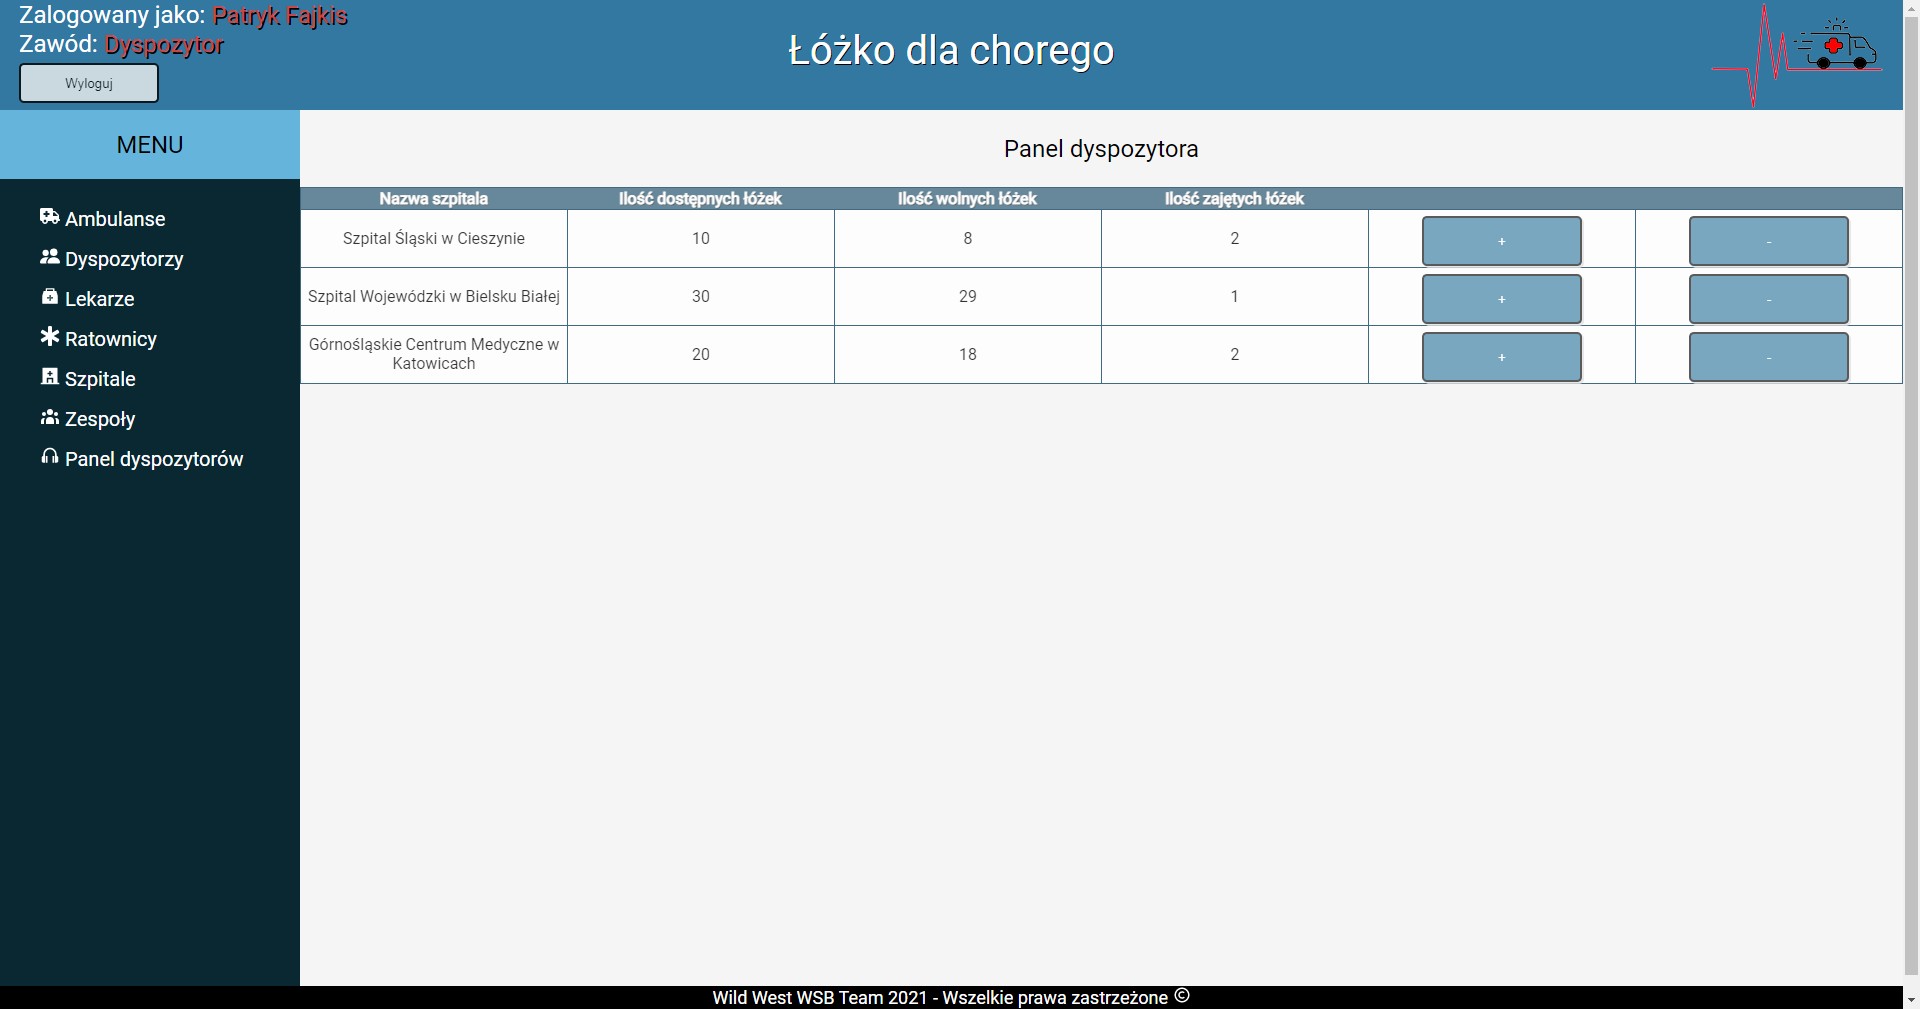 Zalogowany jako: Patryk Fajkis
Zawód: Dyspozytor
Wyloguj
Łóżko dla chorego
MENU
Ambulanse
Dyspozytorzy
Lekarze
Ratownicy
Szpitale
Zespoły
Panel dyspozytorów
Panel dyspozytora
Nazwa szpitala Ilość dostępnych łóżek Ilość wolnych łóżek Ilość zajętych łóżek
Szpital Śląski w Cieszynie 10 8 2 + -
Szpital Wojewódzki w Bielsku Białej 30 29 1 + -
Górnośląskie Centrum Medyczne w
Katowicach 20 18 2 + -
Wild West WSB Team 2021 - Wszelkie prawa zastrzeżone ©